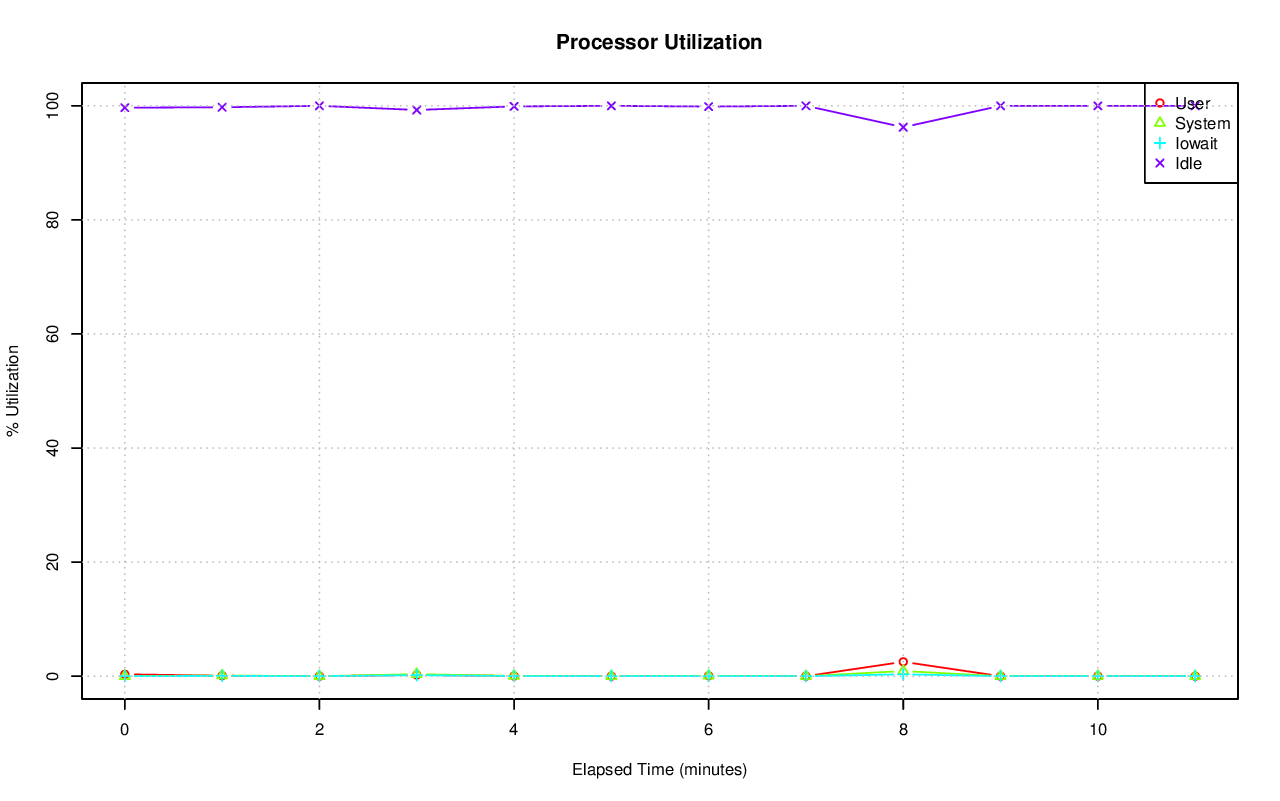 Processor Utilization
% Utilization
100
80
60
40
20
0
User
System
Iowait
Idle
0 2 4 6 8 10
Elapsed Time (minutes)